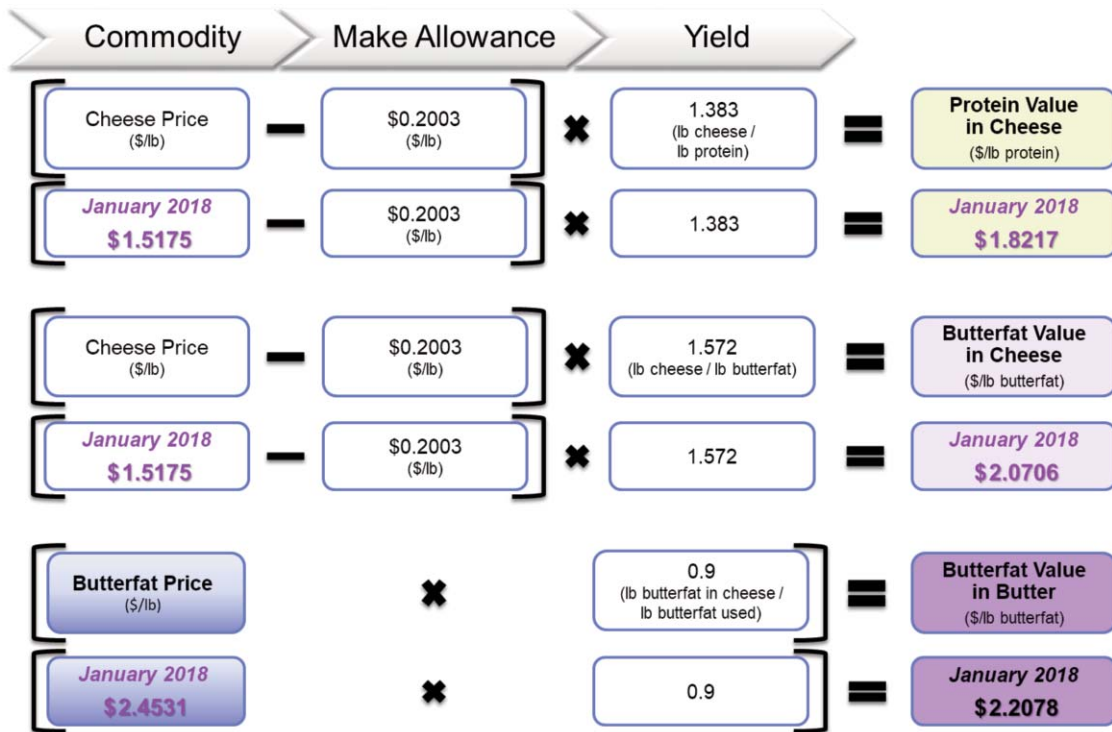 Commodity
Make Allowance
Yield
Cheese Price
($/lb)
$0.2003
($/lb)
1.383
(lb cheese /
lb protein)
Protein Value
in Cheese
($/lb protein)
January 2018
$1.5175
$0.2003
($/lb)
1.383
January 2018
$1.8217
Cheese Price
($/lb)
$0.2003
($/lb)
1.572
(lb cheese / lb butterfat)
Butterfat Value
in Cheese
($/lb butterfat)
January 2018
$1.5175
$0.2003
($/lb)
1.572
January 2018
$2.0706
Butterfat Price
($/lb)
0.9
(lb butterfat in cheese /
lb butterfat used)
Butterfat Value
in Butter
($/lb butterfat)
January 2018
$2.4531
0.9
January 2018
$2.2078